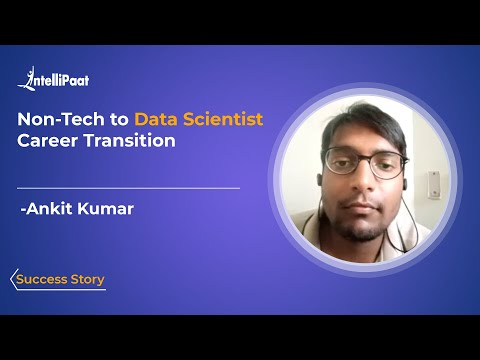 IntelliPaat
Non-Tech to Data Scientist
Career Transition
-Ankit Kumar
Success Story